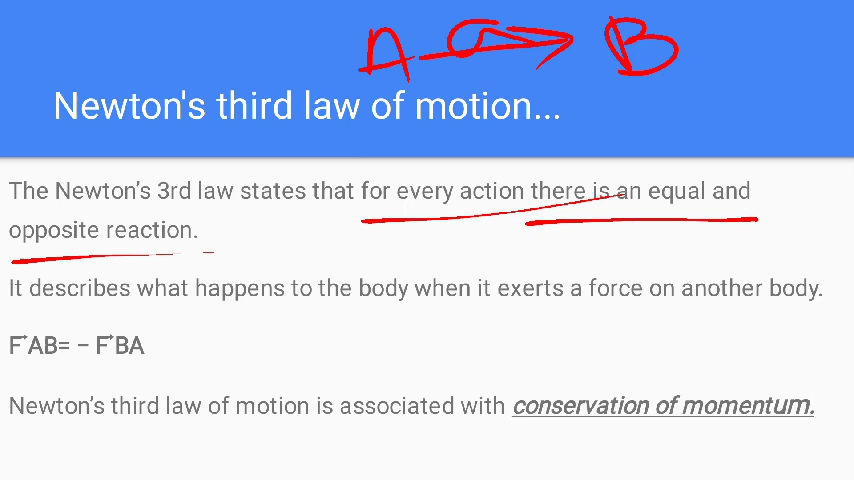 A B
Newton's third law of motion...
The Newton's 3rd law states that for every action there is an equal and
opposite reaction.
It describes what happens to the body when it exerts a force on another body.
F⃗AB= − F⃗BA
Newton's third law of motion is associated with conservation of momentum.